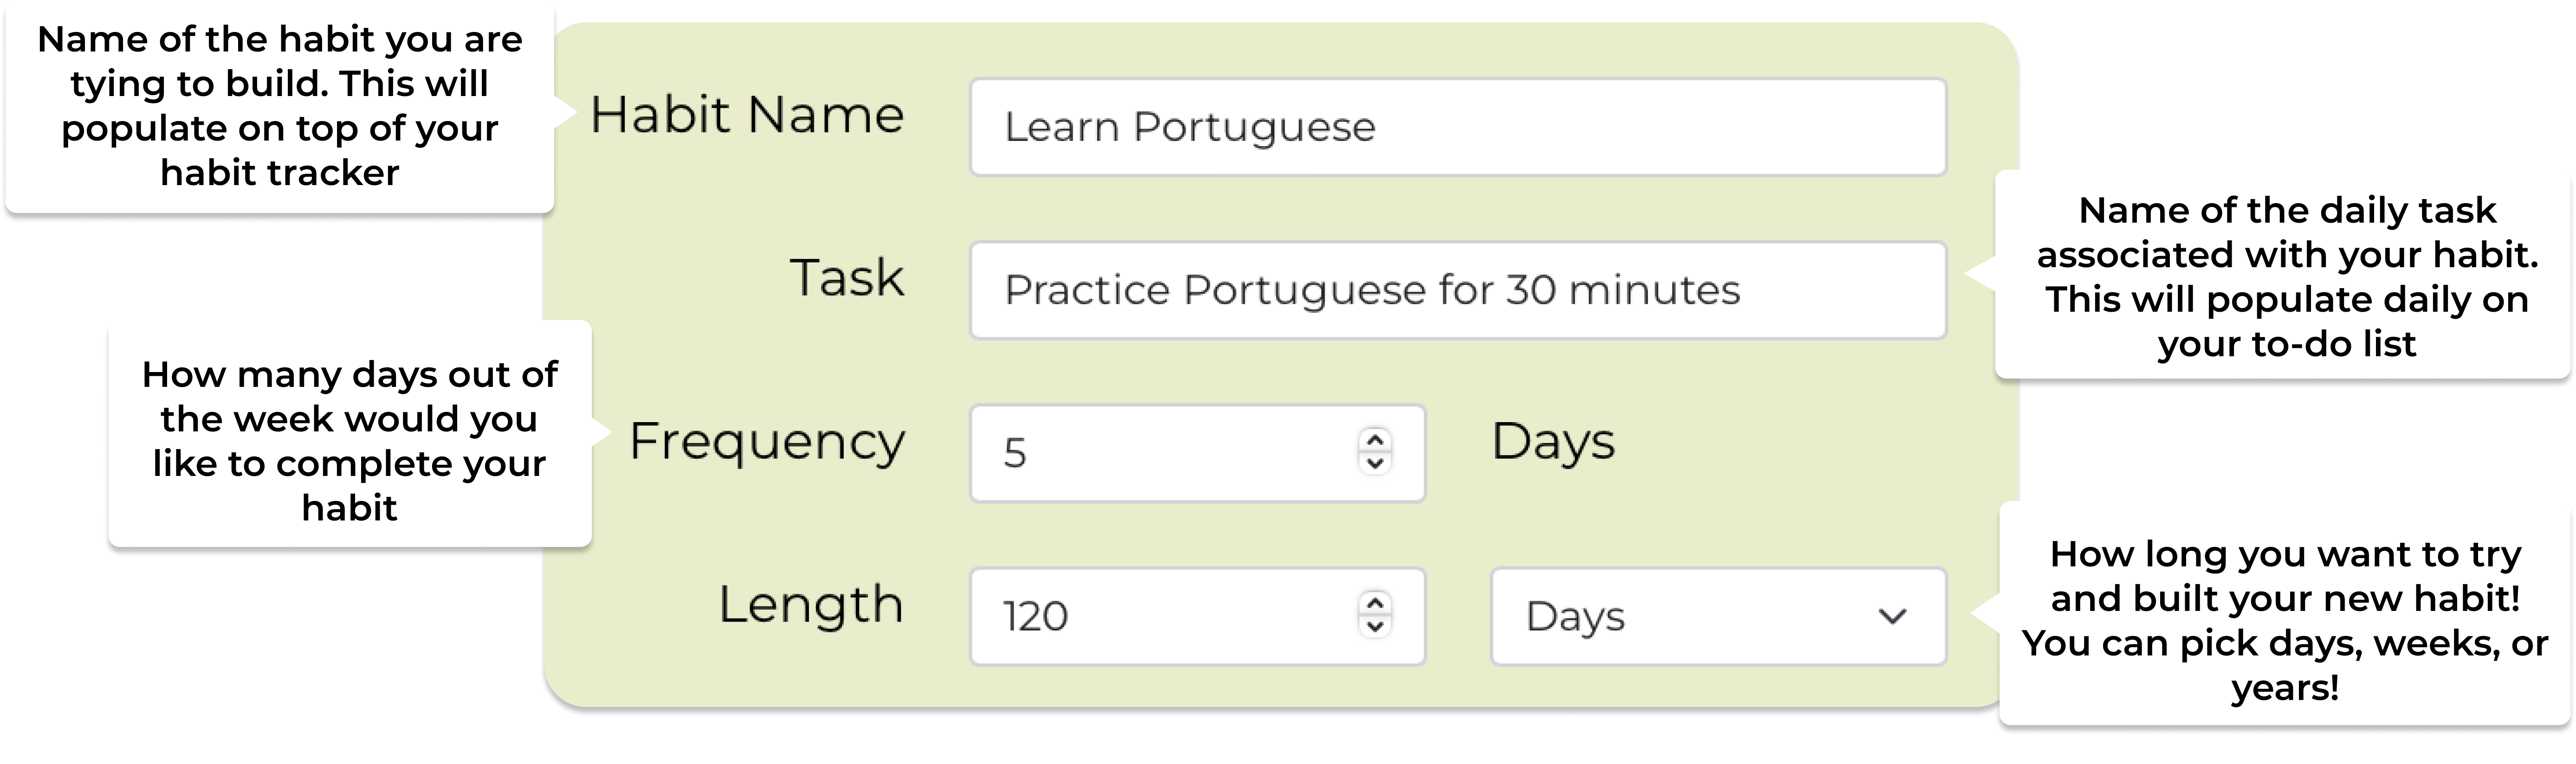 Name of the habit you are
tying to build. This will
populate on top of your
habit tracker
Habit Name
Learn Portuguese
Task
Practice Portuguese for 30 minutes
Name of the daily task
associated with your habit.
This will populate daily on
your to-do list
How many days out of
the week would you
like to complete your
habit
Frequency
5
Days
Length
120
Days
How long you want to try
and built your new habit!
You can pick days, weeks, or
years!